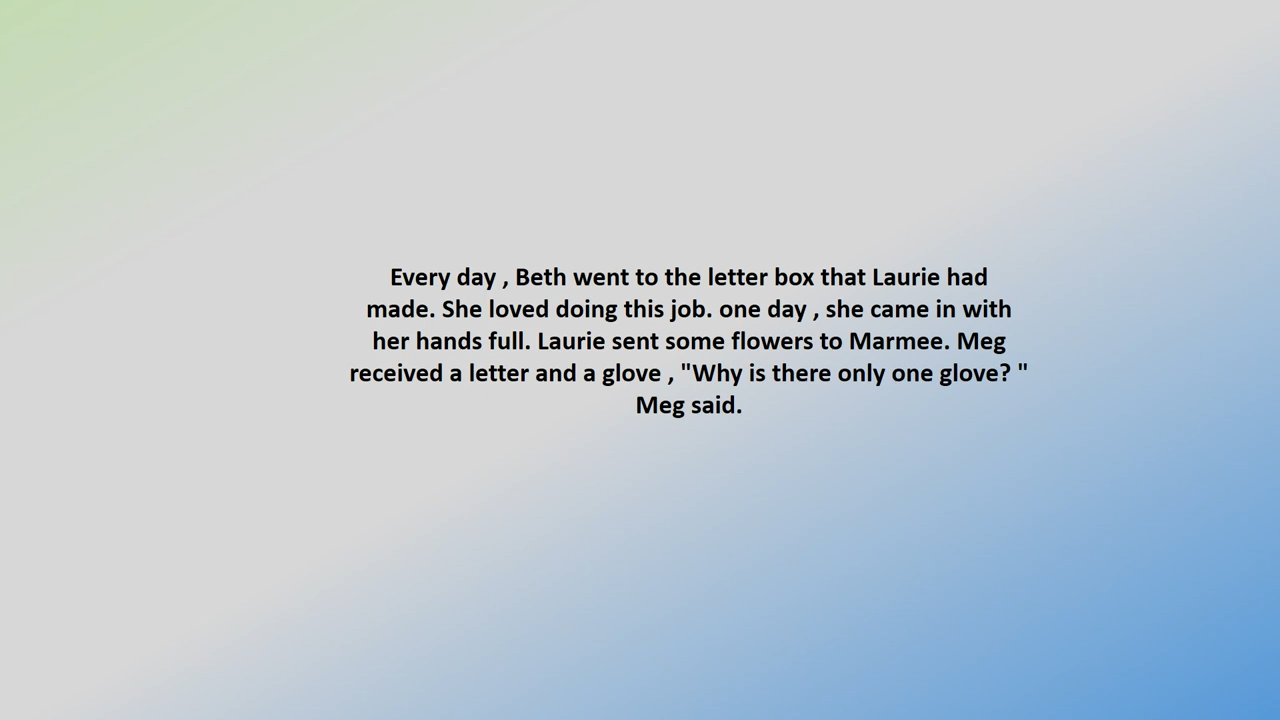 Every day , Beth went to the letter box that Laurie had
made. She loved doing this job. one day , she came in with
her hands full. Laurie sent some flowers to Marmee. Meg
received a letter and a glove , "Why is there only one glove? "
Meg said.